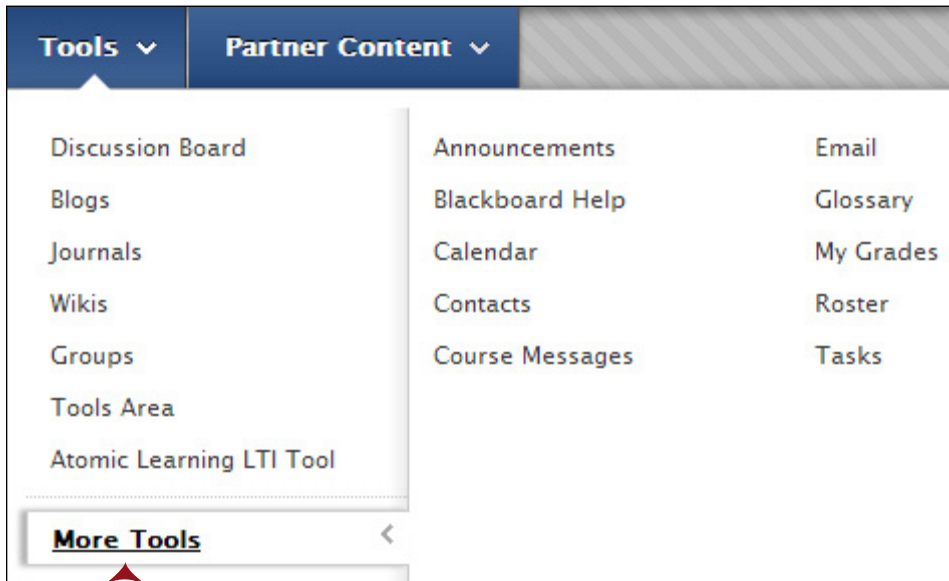 Tools
Partner Content
Discussion Board
Blogs
Journals
Wikis
Groups
Tools Area
Atomic Learning LTI Tool
More Tools
Announcements
Blackboard Help
Calendar
Contacts
Course Messages
Email
Glossary
My Grades
Roster
Tasks